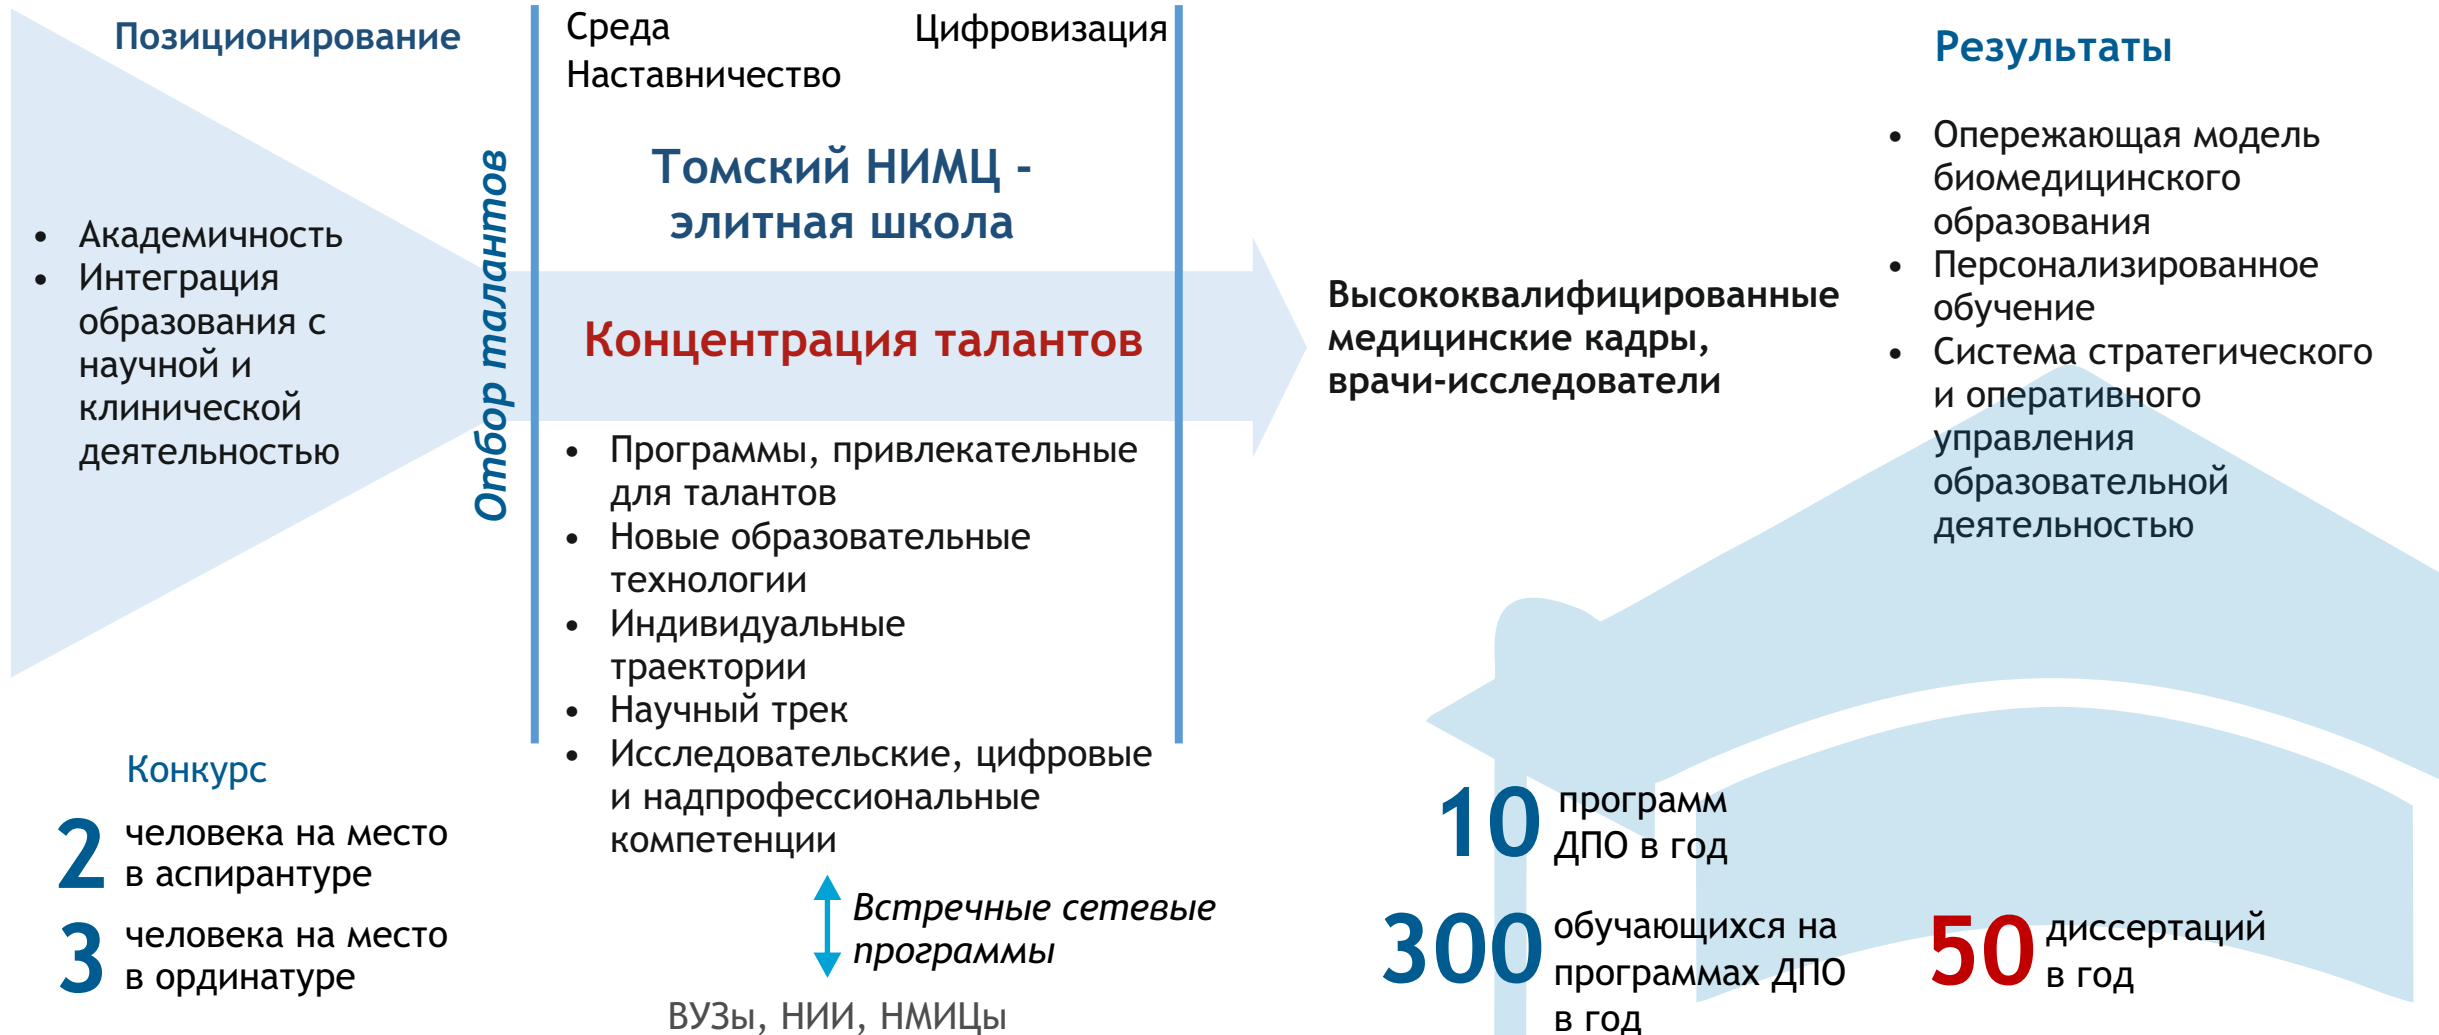 Позиционирование
• Академичность
• Интеграция
образования с
научной и
клинической
деятельностью
Конкурс
2 человека на место
в аспирантуре
3 человека на место
в ординатуре
Отбор талантов
Среда
Наставничество
Цифровизация
Томский НИМЦ -
элитная школа
Концентрация талантов
• Программы, привлекательные
для талантов
• Новые образовательные
технологии
• Индивидуальные
траектории
• Научный трек
• Исследовательские, цифровые
и надпрофессиональные
компетенции
Встречные сетевые
программы
ВУЗы, НИИ, НМИЦы
Высококвалифицированные
медицинские кадры,
врачи-исследователи
Результаты
• Опережающая модель
биомедицинского
образования
• Персонализированное
обучение
• Система стратегического
и оперативного
управления
образовательной
деятельностью
10 программ
ДПО в год
300 обучающихся на
программах ДПО
в год
50 диссертаций
в год